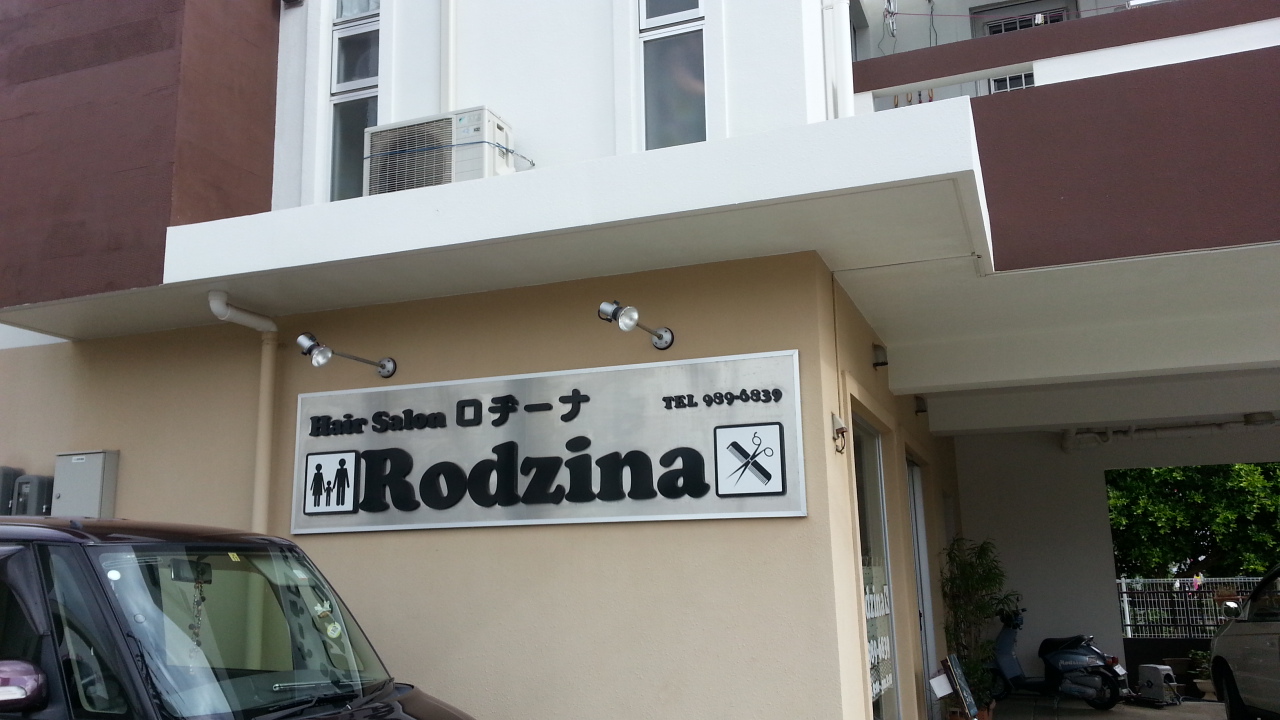 Hair Salon ロヂーナ
TEL 989-6839
Rodzina